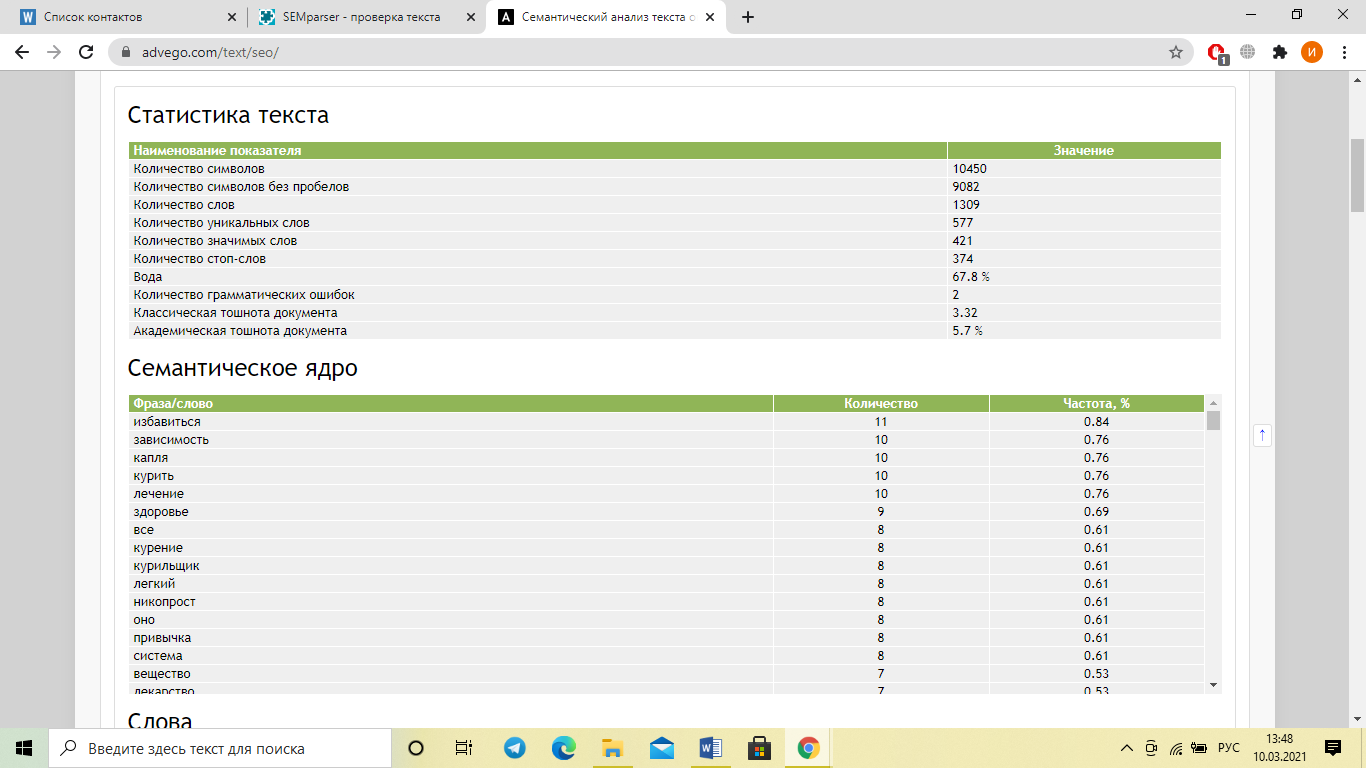 Список контактов
SEMparser - проверка текста
Семантический анализ текста о
advego.com/text/seo/
1
И
Статистика текста
Наименование показателя Значение
Количество символов 10450
Количество символов без пробелов 9082
Количество слов 1309
Количество уникальных слов 577
Количество значимых слов 421
Количество стоп-слов 374
Вода 67.8 %
Количество грамматических ошибок 2
Классическая тошнота документа 3.32
Академическая тошнота документа 5.7 %
Семантическое ядро
Фраза/слово Количество Частота, %
избавиться 11 0.84
зависимость 10 0.76
капля 10 0.76
курить 10 0.76
лечение 10 0.76
здоровье 9 0.69
все 8 0.61
курение 8 0.61
курильщик 8 0.61
легкий 8 0.61
никопрост 8 0.61
оно 8 0.61
привычка 8 0.61
система 8 0.61
вещество 7 0.53
лекарство 7 0.53
Слова
Введите здесь текст для поиска
РУС
13:48
10.03.2021